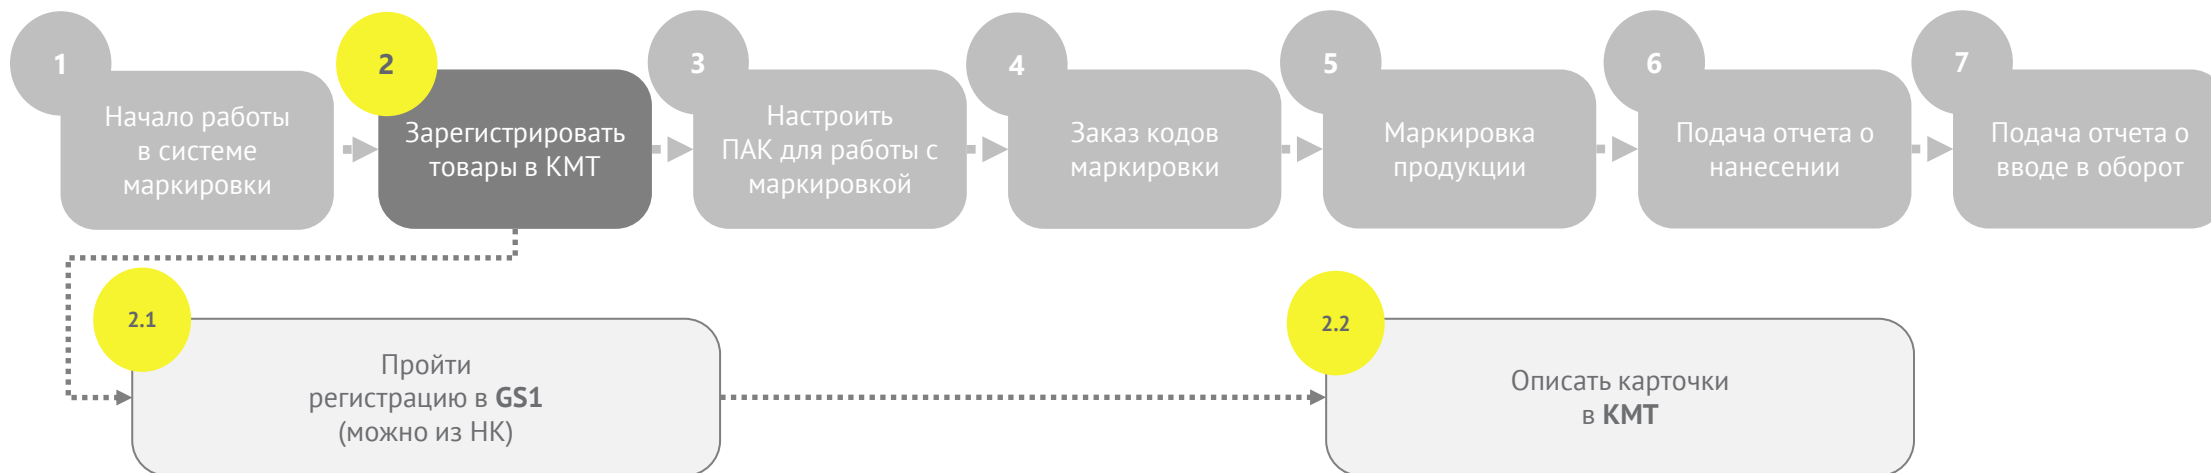 1
Начало работы
в системе
маркировки
2
Зарегистрировать
товары в КМТ
3
Настроить
ПАК для работы с
маркировкой
4
Заказ кодов
маркировки
5
Маркировка
продукции
6
Подача отчета о
нанесении
7
Подача отчета о
вводе в оборот
2.1
Пройти
регистрацию в GS1
(можно из НК)
2.2
Описать карточки
в КМТ